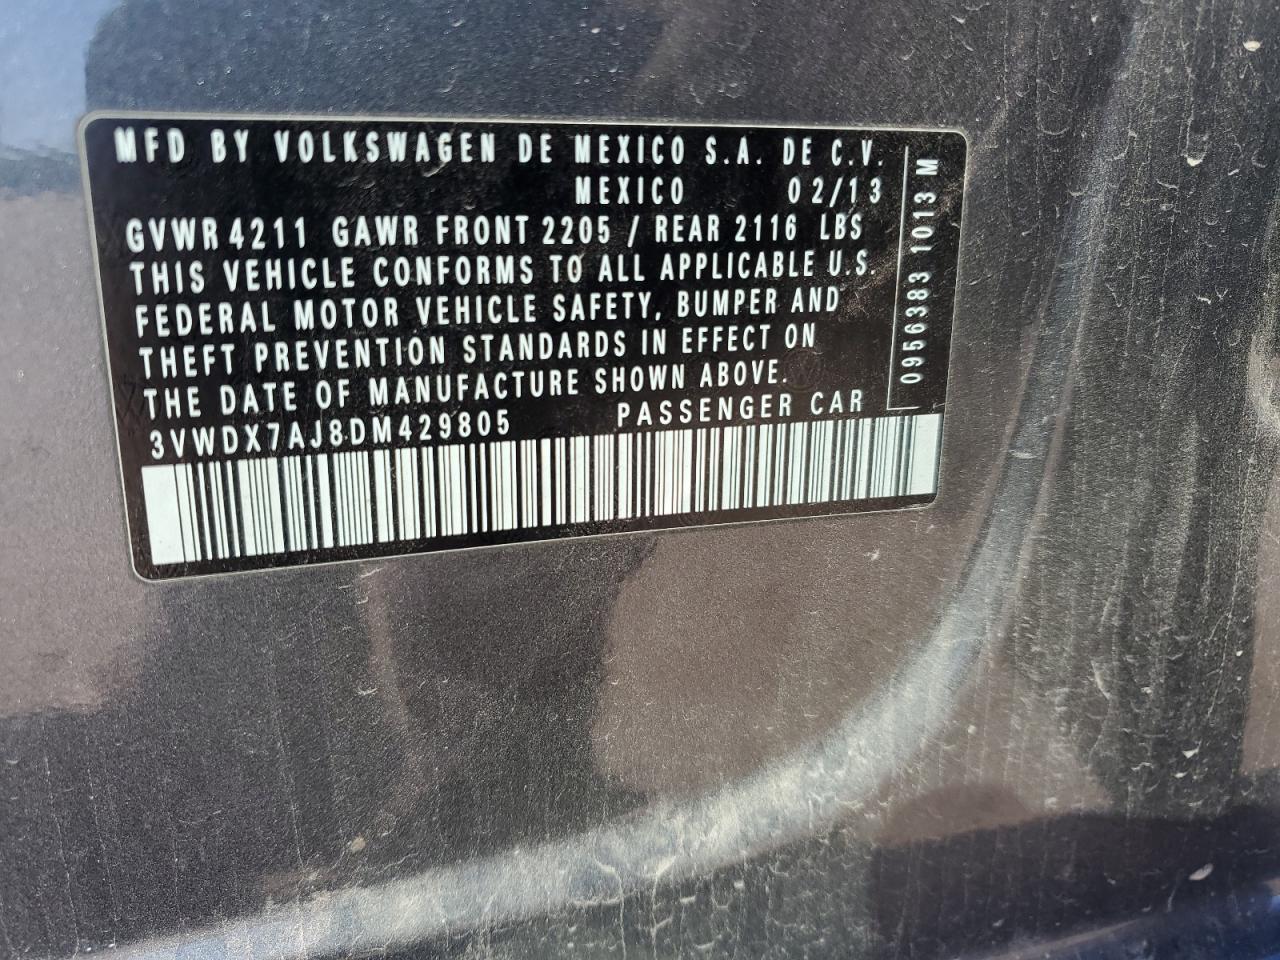 MFD BY VOLKSWAGEN DE MEXICO S.A. DE C.V.
MEXICO 02/13
GVWR 4211 GAWR FRONT 2205 / REAR 2116 LBS
THIS VEHICLE CONFORMS TO ALL APPLICABLE U.S.
FEDERAL MOTOR VEHICLE SAFETY, BUMPER AND
THEFT PREVENTION STANDARDS IN EFFECT ON
THE DATE OF MANUFACTURE SHOWN ABOVE.
3VWDX7AJ8DM429805 PASSENGER CAR
0956383 1013 M